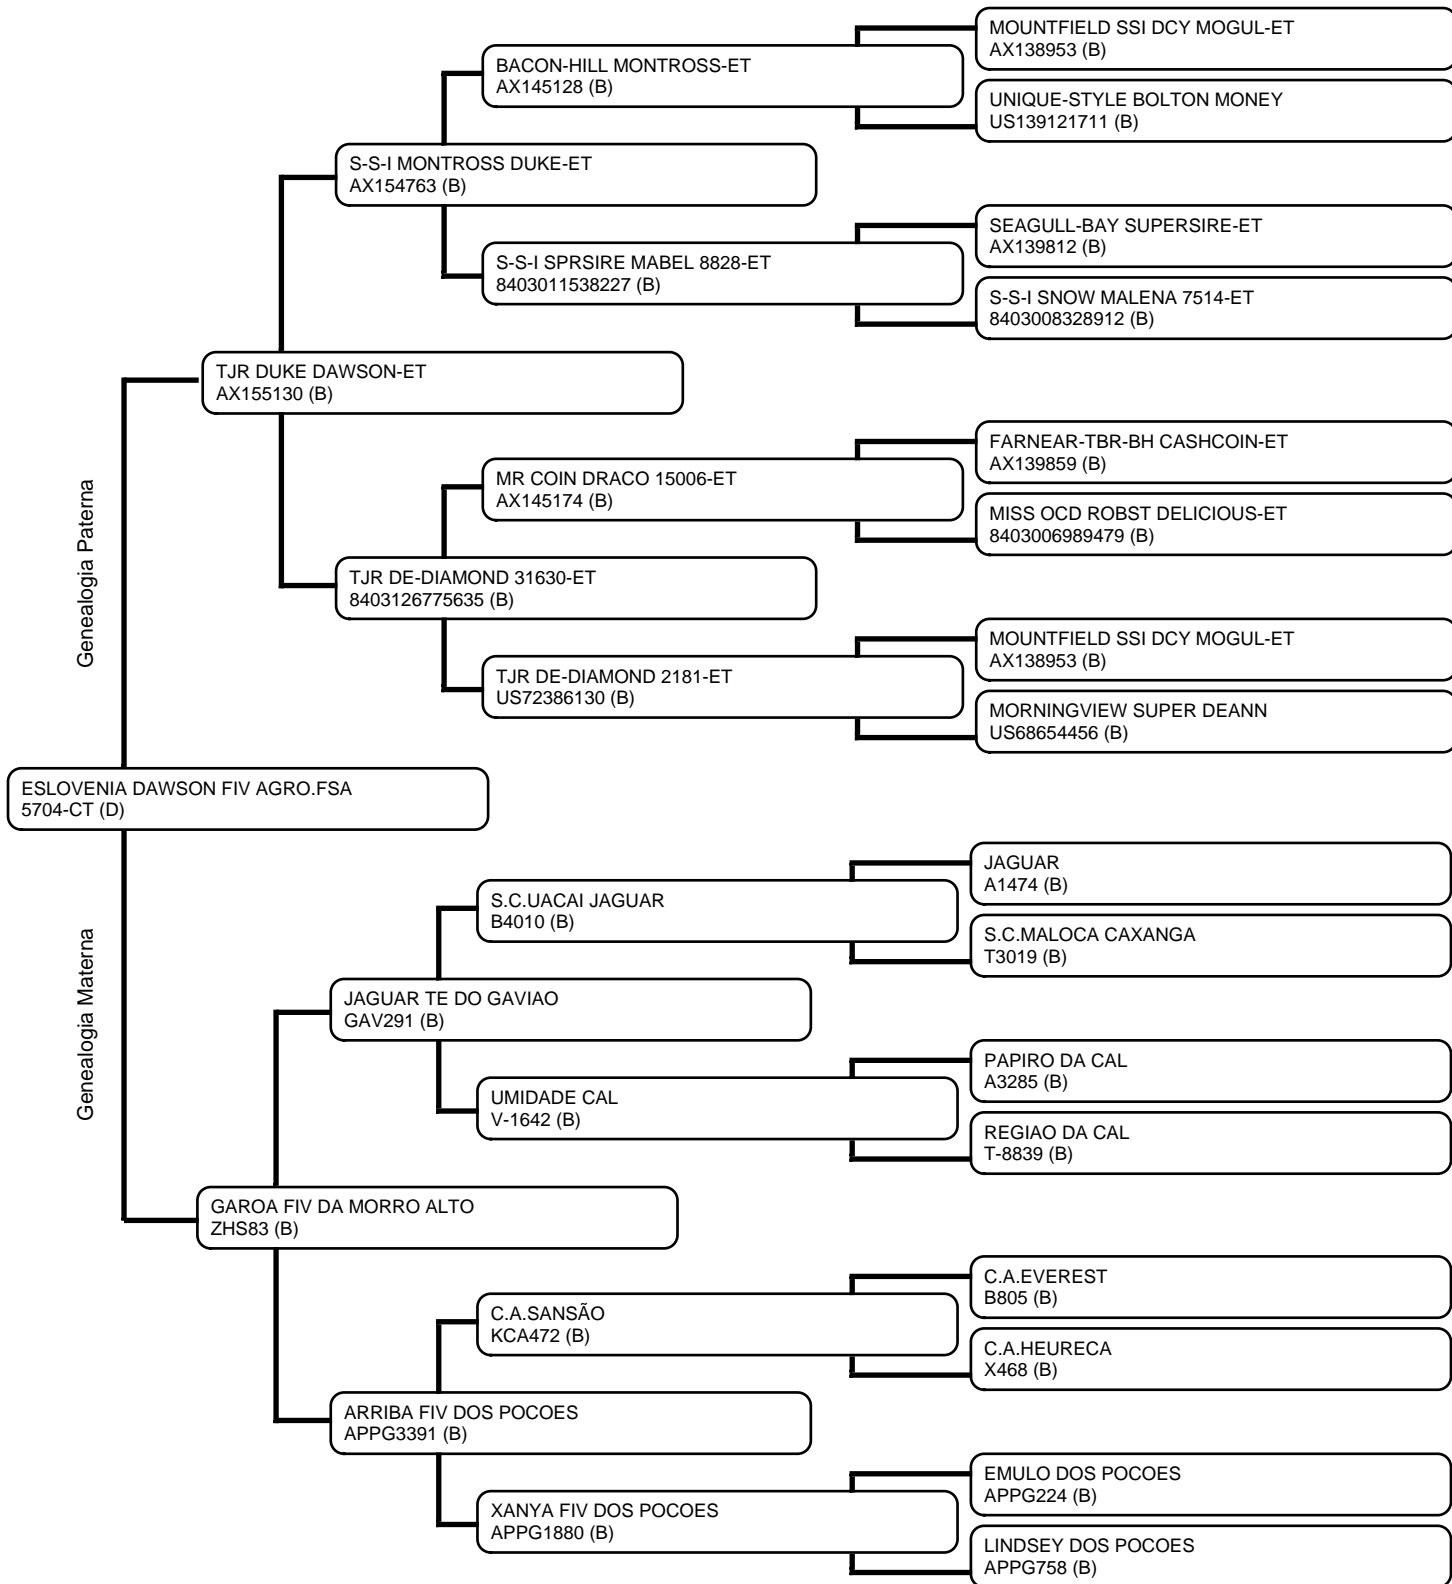 MOUNTFIELD SSI DCY MOGUL-ET
AX138953 (B)
BACON-HILL MONTROSS-ET
AX145128 (B)
UNIQUE-STYLE BOLTON MONEY
US139121711 (B)
S-S-I MONTROSS DUKE-ET
AX154763 (B)
SEAGULL-BAY SUPERSIRE-ET
AX139812 (B)
S-S-I SPRSIRE MABEL 8828-ET
8403011538227 (B)
S-S-I SNOW MALENA 7514-ET
8403008328912 (B)
TJR DUKE DAWSON-ET
AX155130 (B)
FARNEAR-TBR-BH CASHCOIN-ET
AX139859 (B)
MR COIN DRACO 15006-ET
AX145174 (B)
MISS OCD ROBST DELICIOUS-ET
8403006989479 (B)
Genealogia Paterna
TJR DE-DIAMOND 31630-ET
8403126775635 (B)
MOUNTFIELD SSI DCY MOGUL-ET
AX138953 (B)
TJR DE-DIAMOND 2181-ET
US72386130 (B)
MORNINGVIEW SUPER DEANN
US68654456 (B)
ESLOVENIA DAWSON FIV AGRO.FSA
5704-CT (D)
JAGUAR
A1474 (B)
S.C.UACAI JAGUAR
B4010 (B)
S.C.MALOCA CAXANGA
T3019 (B)
Genealogia Materna
JAGUAR TE DO GAVIAO
GAV291 (B)
PAPIRO DA CAL
A3285 (B)
UMIDADE CAL
V-1642 (B)
REGIAO DA CAL
T-8839 (B)
GAROA FIV DA MORRO ALTO
ZHS83 (B)
C.A.EVEREST
B805 (B)
C.A.SANSÃO
KCA472 (B)
C.A.HEURECA
X468 (B)
ARRIBA FIV DOS POCOES
APPG3391 (B)
EMULO DOS POCOES
APPG224 (B)
XANYA FIV DOS POCOES
APPG1880 (B)
LINDSEY DOS POCOES
APPG758 (B)